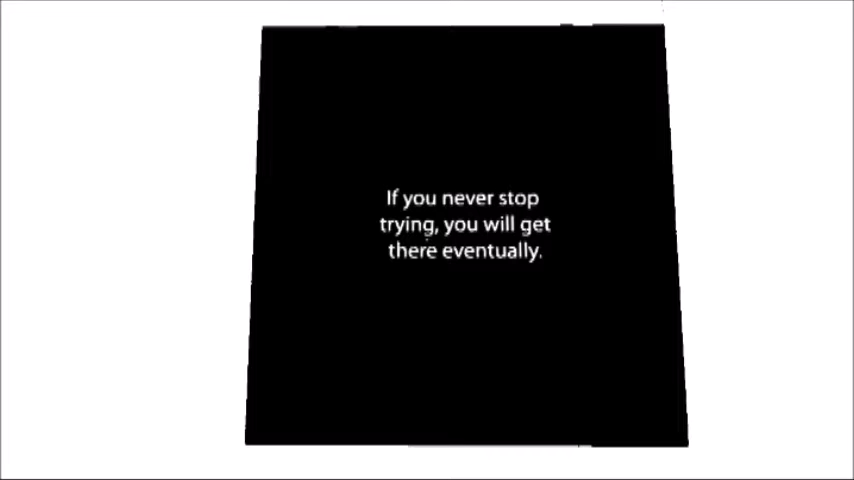 If you never stop
trying, you will get
there eventually.